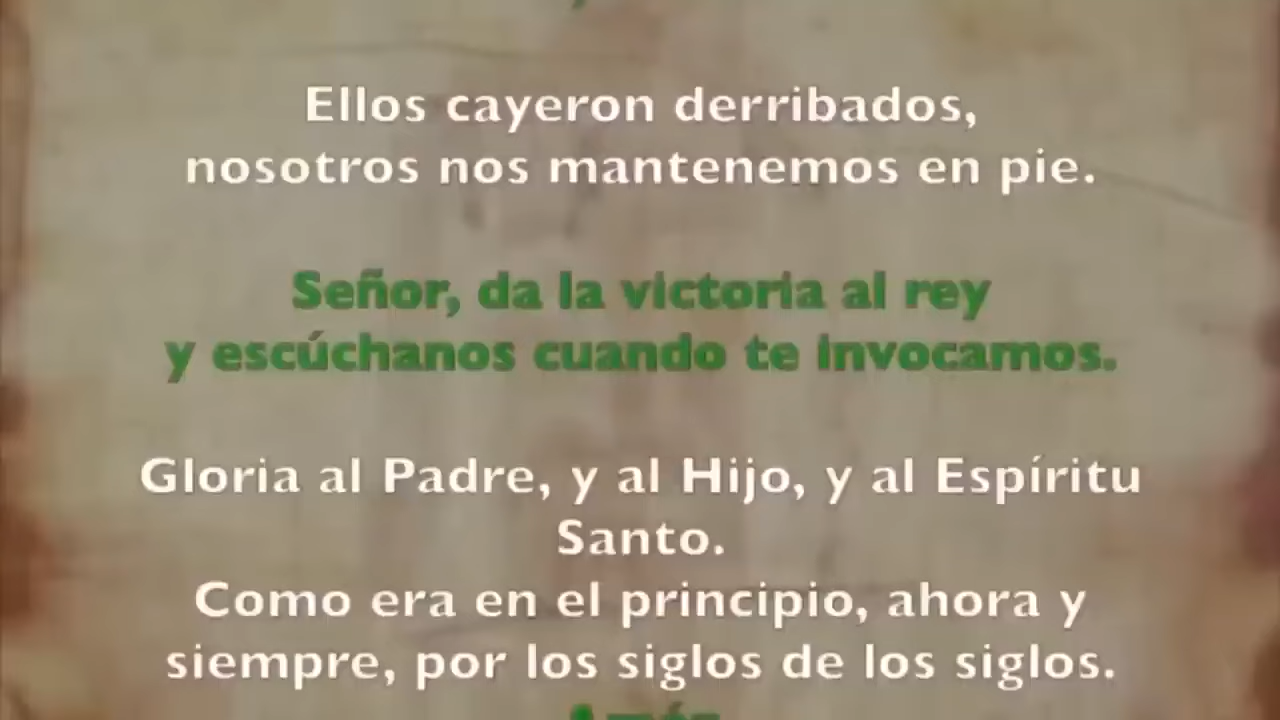 Ellos cayeron derribados,
nosotros nos mantenemos en pie.
Señor, da la victoria al rey
y escúchanos cuando te invocamos.
Gloria al Padre, y al Hijo, y al Espíritu
Santo.
Como era en el principio, ahora y
siempre, por los siglos de los siglos.